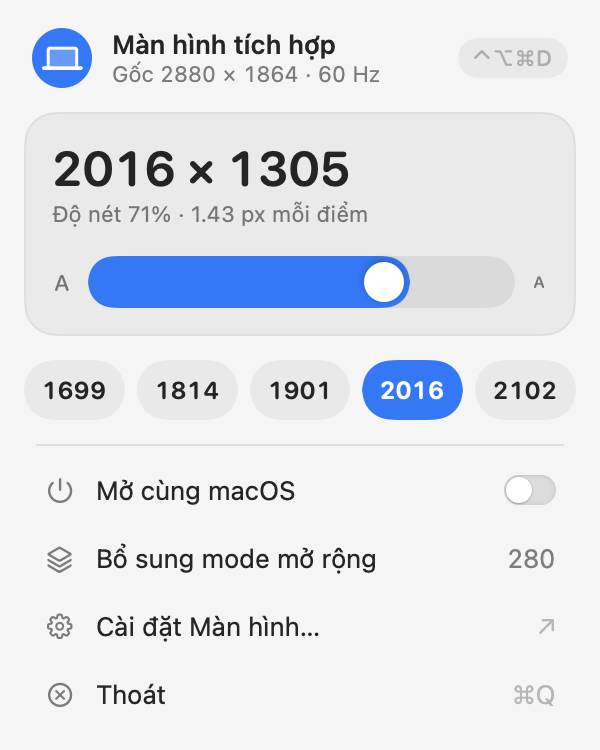 Màn hình tích hợp
Gốc 2880 × 1864 · 60 Hz
⌃⌥⌘D
2016 × 1305
Độ nét 71% · 1.43 px mỗi điểm
A A
1699 1814 1901 2016 2102
Mở cùng macOS
Bổ sung mode mở rộng 280
Cài đặt Màn hình...
Thoát ⌘Q